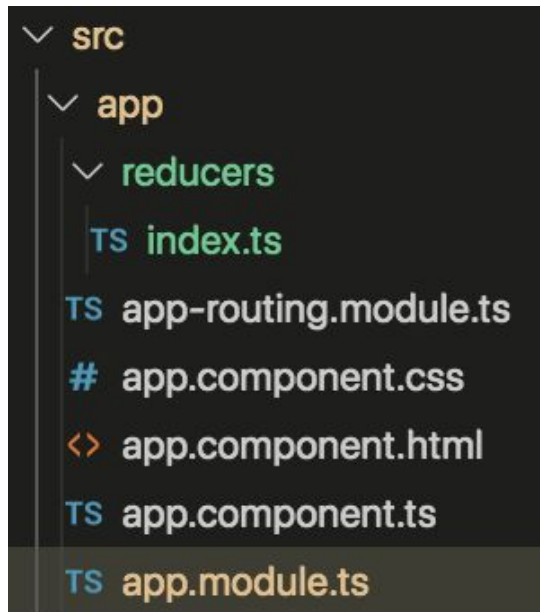 src
app
reducers
TS index.ts
TS app-routing.module.ts
# app.component.css
<> app.component.html
TS app.component.ts
TS app.module.ts